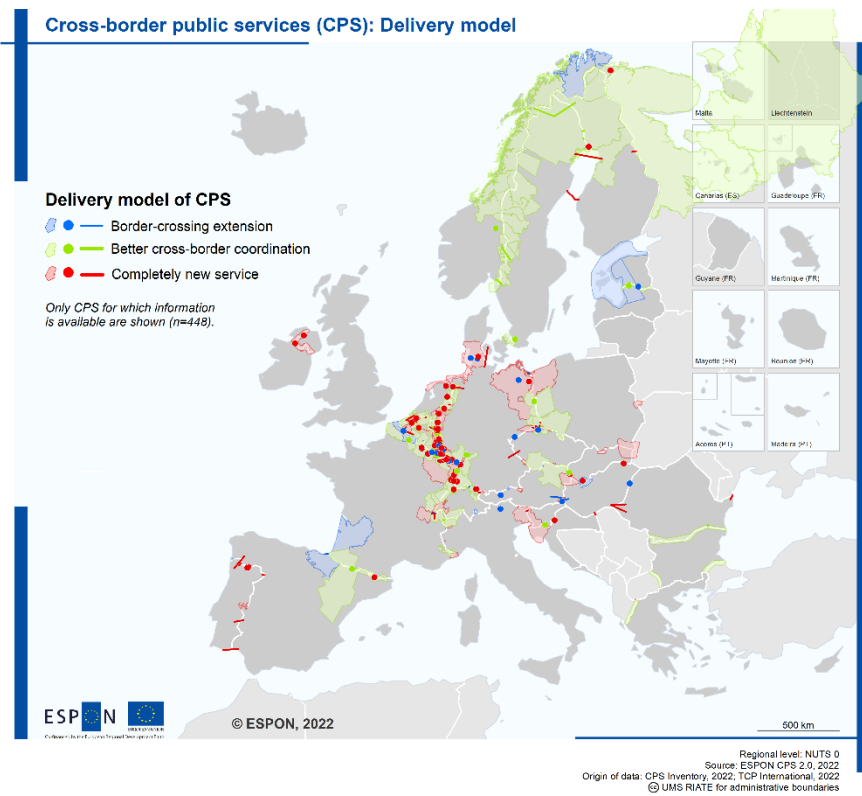 Cross-border public services (CPS): Delivery model
Delivery model of CPS
Border-crossing extension
Better cross-border coordination
Completely new service
Only CPS for which information
is available are shown (n=448).
Malta
Liechtenstein
Canarias (ES)
Guadeloupe (FR)
Guyane (FR)
Martinique (FR)
Mayotte (FR)
Réunion (FR)
Acores (PT)
Madeira (PT)
ESPON
© ESPON, 2022
500 km
Regional level: NUTS 0
Source: ESPON CPS 2.0, 2022
Origin of data: CPS Inventory, 2022; TCP International, 2022
UMS RIATE for administrative boundaries